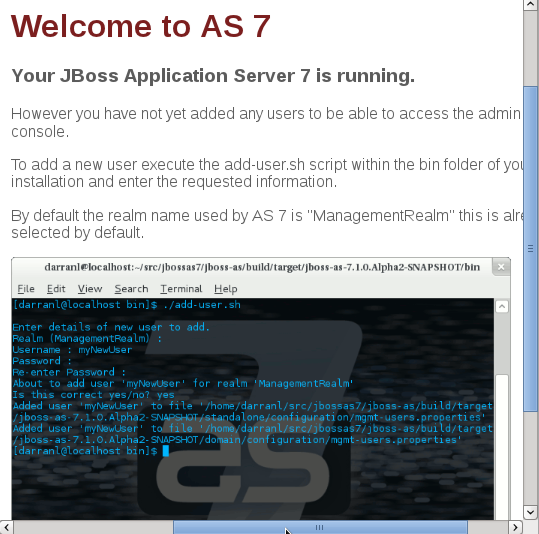 Welcome to AS 7
Your JBoss Application Server 7 is running.
However you have not yet added any users to be able to access the admin
console.
To add a new user execute the add-user.sh script within the bin folder of
installation and enter the requested information.
By default the realm name used by AS 7 is "ManagementRealm" this is
selected by default.
darranl@localhost:~/src/jbossas7/jboss-as/build/target/jboss-as-7.1.0.Alpha2-SNAPSHOT/bin
File Edit View Search Terminal Help
[darranl@localhost bin]$ ./add-user.sh
Enter details of new user to add.
Realm (ManagementRealm) :
Username : myNewUser
Password :
Re-enter Password :
About to add user 'myNewUser' for realm 'ManagementRealm'
Is this correct yes/no? yes
Added user 'myNewUser' to file '/home/darranl/src/jbossas7/jboss-as/build/target
/jboss-as-7.1.0.Alpha2-SNAPSHOT/standalone/configuration/mgmt-users.properties'
Added user 'myNewUser' to file '/home/darranl/src/jbossas7/jboss-as/build/target
/jboss-as-7.1.0.Alpha2-SNAPSHOT/domain/configuration/mgmt-users.properties'
[darranl@localhost bin]$